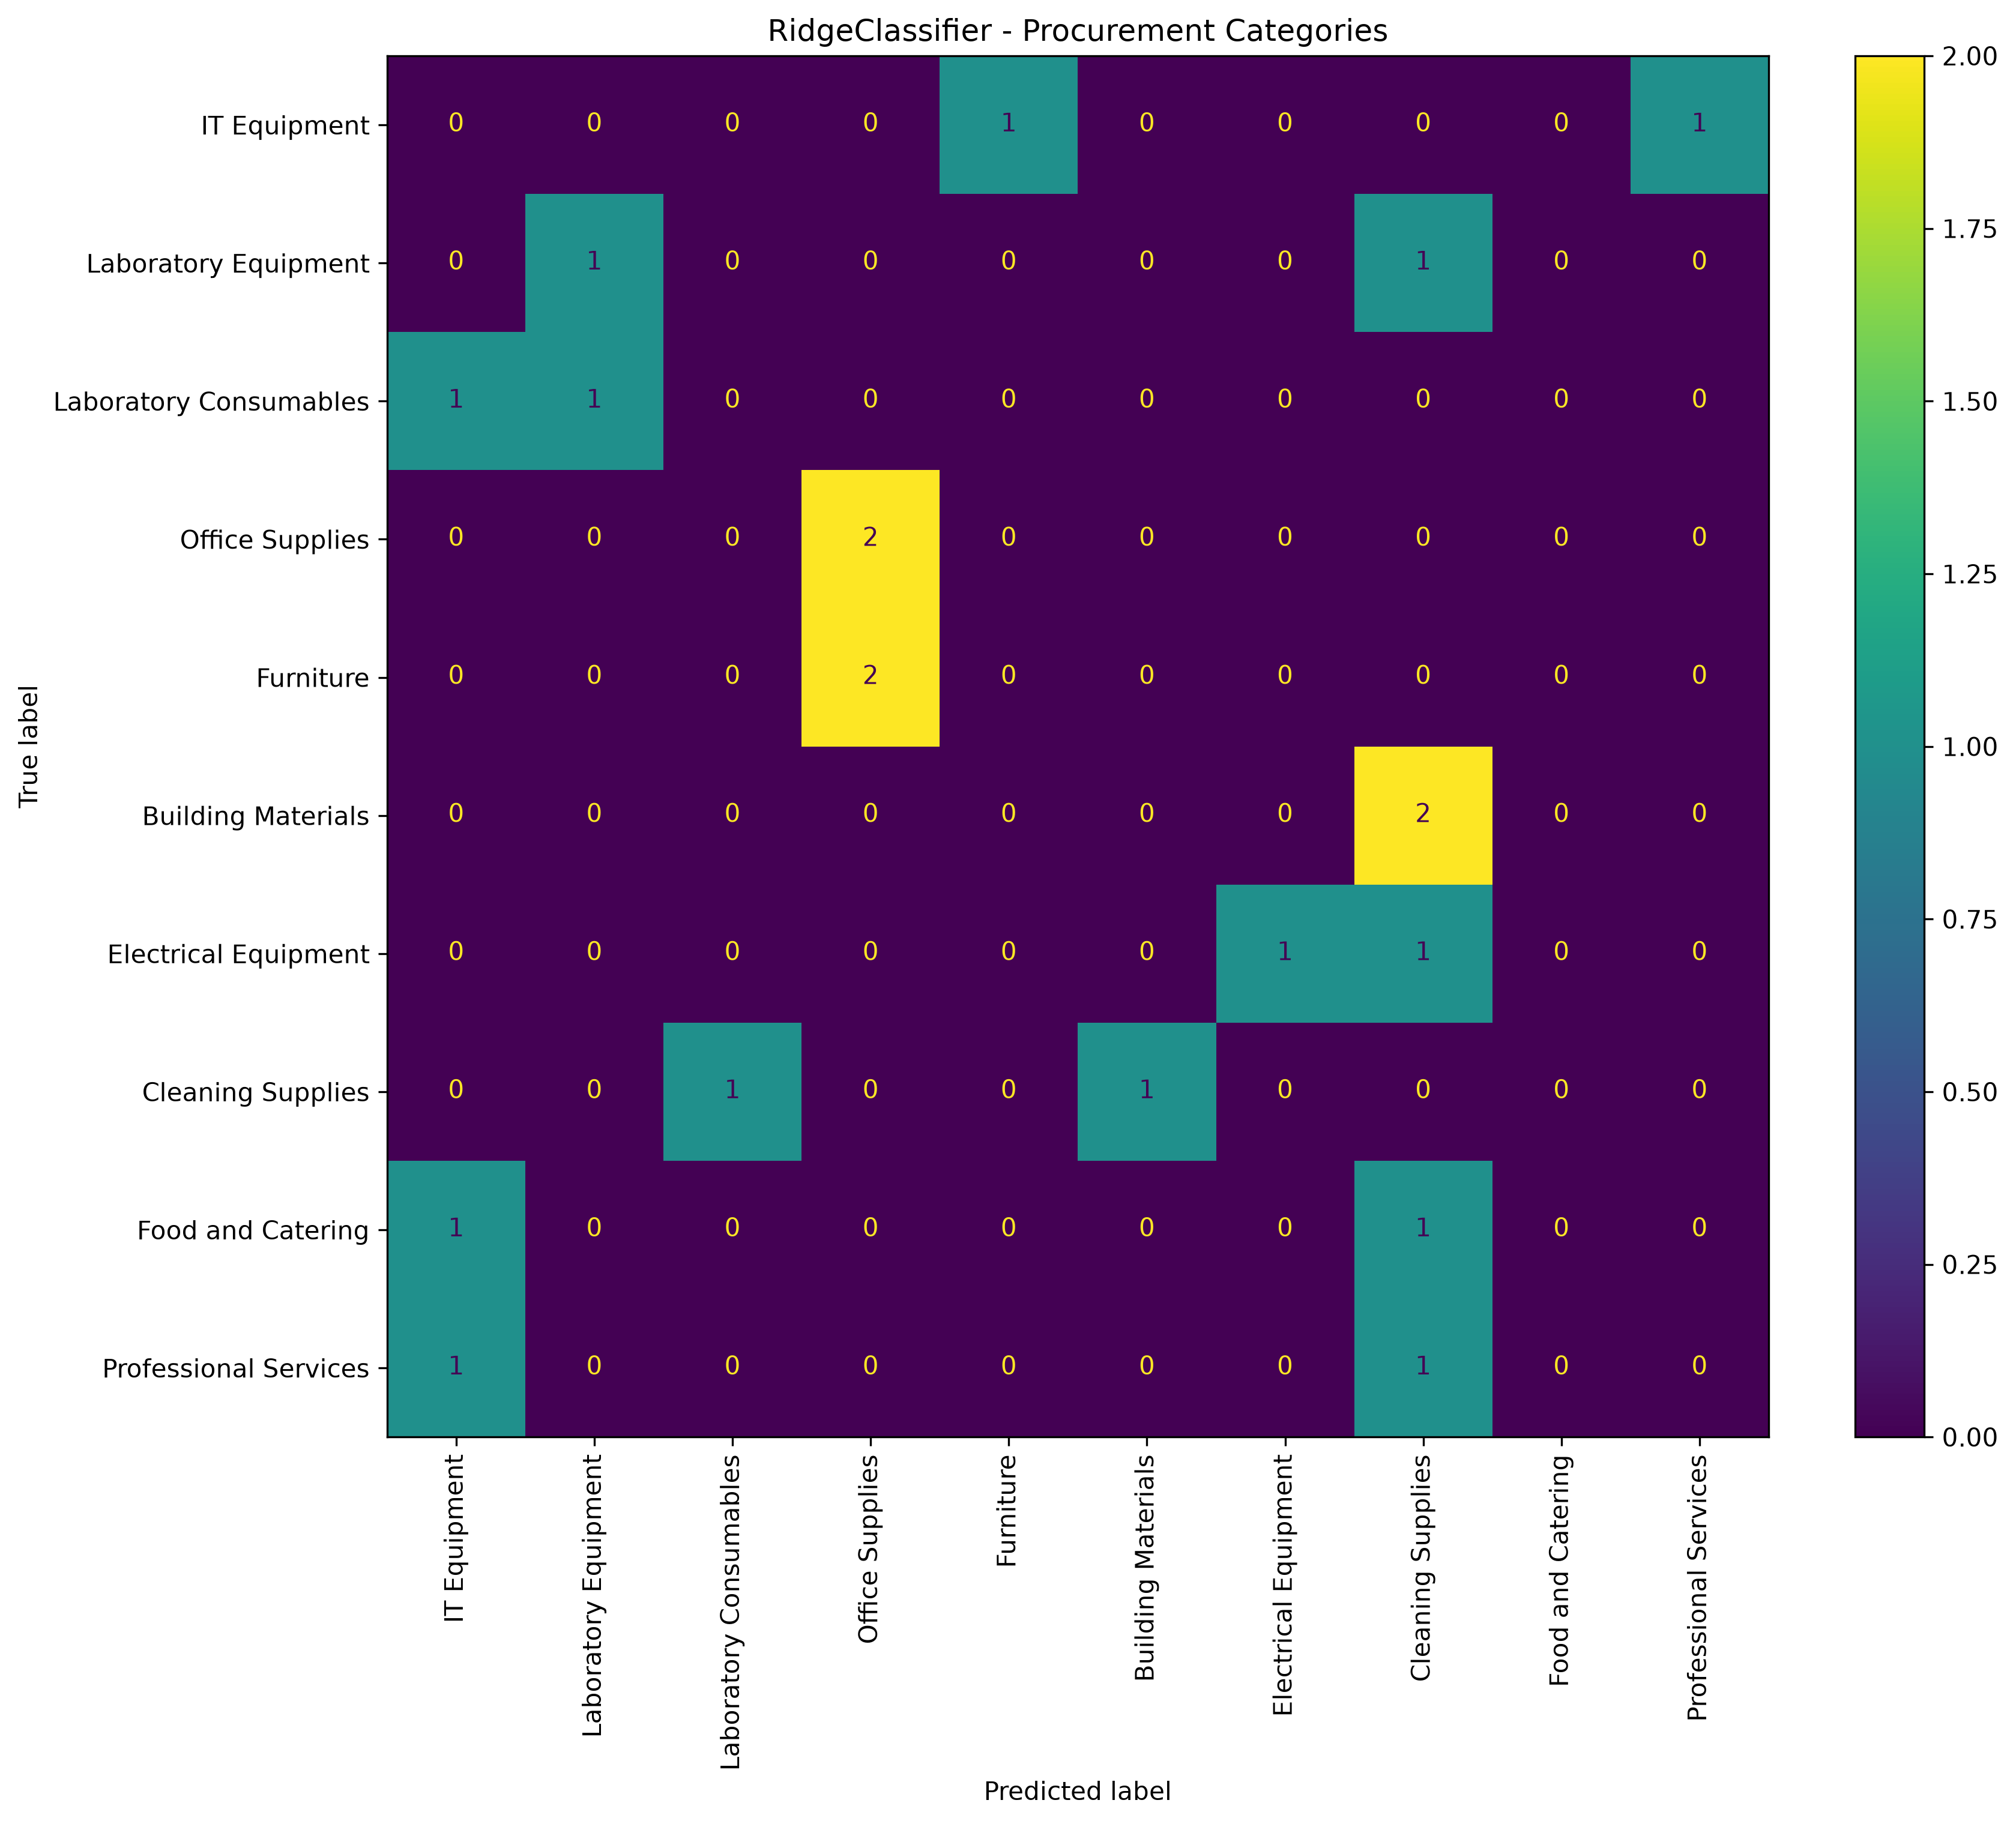 RidgeClassifier - Procurement Categories
True label
IT Equipment 0 0 0 0 1 0 0 0 0 1
Laboratory Equipment 0 1 0 0 0 0 0 1 0 0
Laboratory Consumables 1 1 0 0 0 0 0 0 0 0
Office Supplies 0 0 0 2 0 0 0 0 0 0
Furniture 0 0 0 2 0 0 0 0 0 0
Building Materials 0 0 0 0 0 0 0 2 0 0
Electrical Equipment 0 0 0 0 0 0 1 1 0 0
Cleaning Supplies 0 0 1 0 0 1 0 0 0 0
Food and Catering 1 0 0 0 0 0 0 1 0 0
Professional Services 1 0 0 0 0 0 0 1 0 0
IT Equipment
Laboratory Equipment
Laboratory Consumables
Office Supplies
Furniture
Building Materials
Electrical Equipment
Cleaning Supplies
Food and Catering
Professional Services
Predicted label
2.00
1.75
1.50
1.25
1.00
0.75
0.50
0.25
0.00